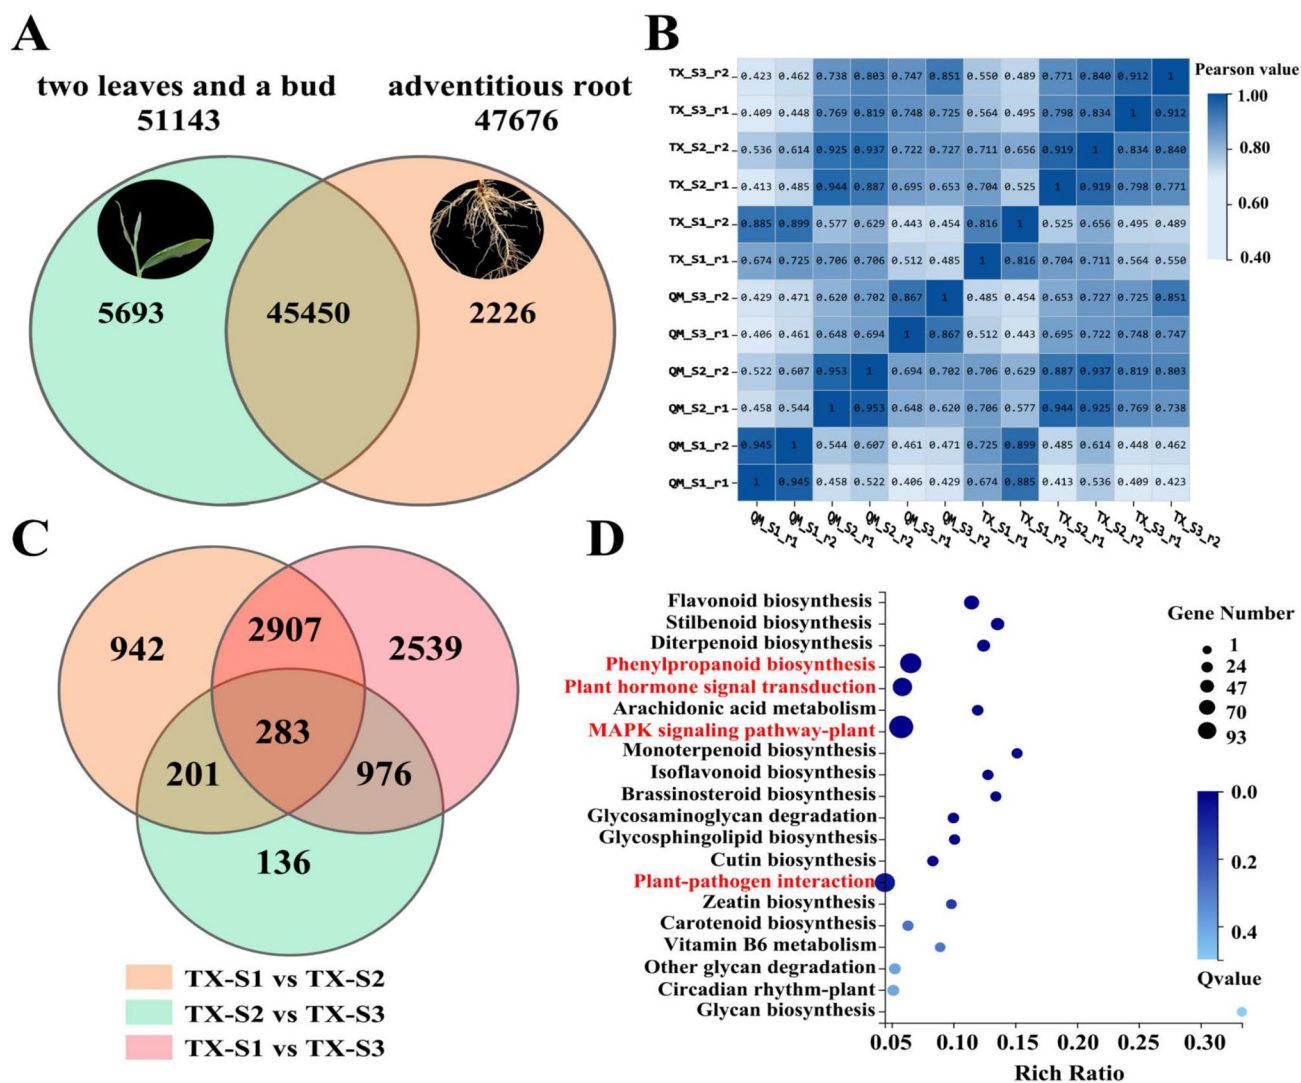 A
two leaves and a bud
51143
adventitious root
47676
5693
45450
2226
B
TX_S3_r2 0.423 0.462 0.738 0.803 0.747 0.851 0.550 0.489 0.771 0.840 0.912 1
TX_S3_r1 0.409 0.448 0.769 0.819 0.748 0.725 0.564 0.495 0.798 0.834 1 0.912
TX_S2_r2 0.536 0.614 0.925 0.937 0.722 0.727 0.711 0.656 0.919 1 0.834 0.840
TX_S2_r1 0.413 0.485 0.944 0.887 0.695 0.653 0.704 0.525 1 0.919 0.798 0.771
TX_S1_r2 0.885 0.899 0.577 0.629 0.443 0.454 0.816 1 0.525 0.656 0.495 0.489
TX_S1_r1 0.674 0.725 0.706 0.706 0.512 0.485 1 0.816 0.704 0.711 0.564 0.550
QM_S3_r2 0.429 0.471 0.620 0.702 0.867 1 0.485 0.454 0.653 0.727 0.725 0.851
QM_S3_r1 0.406 0.461 0.648 0.694 1 0.867 0.512 0.443 0.695 0.722 0.748 0.747
QM_S2_r2 0.522 0.607 0.953 1 0.694 0.702 0.706 0.629 0.887 0.937 0.819 0.803
QM_S2_r1 0.458 0.544 1 0.953 0.648 0.620 0.706 0.577 0.944 0.925 0.769 0.738
QM_S1_r2 0.945 1 0.544 0.607 0.461 0.471 0.725 0.899 0.485 0.614 0.448 0.462
QM_S1_r1 1 0.945 0.458 0.522 0.406 0.429 0.674 0.885 0.413 0.536 0.409 0.423
QM_S1_r1 QM_S1_r2 QM_S2_r1 QM_S2_r2 QM_S3_r1 QM_S3_r2 TX_S1_r1 TX_S1_r2 TX_S2_r1 TX_S2_r2 TX_S3_r1 TX_S3_r2
Pearson value
1.00
0.80
0.60
0.40
C
942
2907
2539
283
201
976
136
TX-S1 vs TX-S2
TX-S2 vs TX-S3
TX-S1 vs TX-S3
D
Flavonoid biosynthesis
Stilbenoid biosynthesis
Diterpenoid biosynthesis
Phenylpropanoid biosynthesis
Plant hormone signal transduction
Arachidonic acid metabolism
MAPK signaling pathway-plant
Monoterpenoid biosynthesis
Isoflavonoid biosynthesis
Brassinosteroid biosynthesis
Glycosaminoglycan degradation
Glycosphingolipid biosynthesis
Cutin biosynthesis
Plant-pathogen interaction
Zeatin biosynthesis
Carotenoid biosynthesis
Vitamin B6 metabolism
Other glycan degradation
Circadian rhythm-plant
Glycan biosynthesis
0.05 0.10 0.15 0.20 0.25 0.30
Rich Ratio
Gene Number
1
24
47
70
93
0.0
0.2
0.4
Qvalue